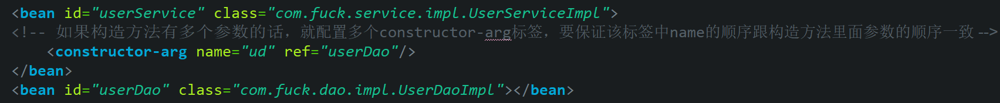 <bean id="userService" class="com.fuck.service.impl.UserServiceImpl">
<!-- 如果构造方法有多个参数的话，就配置多个constructor-arg标签，要保证该标签中name的顺序跟构造方法里面参数的顺序一致 -->
<constructor-arg name="ud" ref="userDao"/>
</bean>
<bean id="userDao" class="com.fuck.dao.impl.UserDaoImpl"></bean>